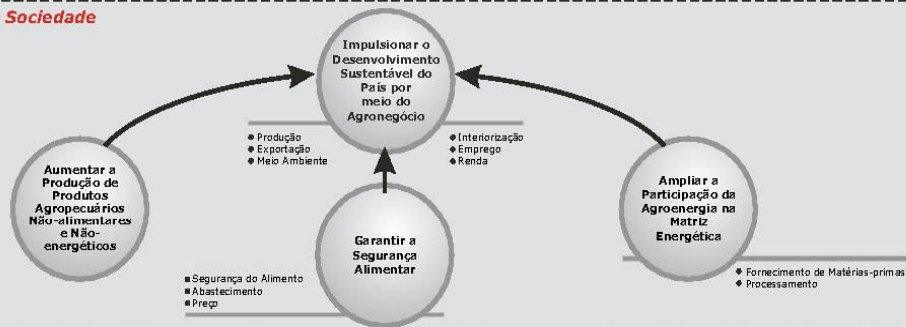 Sociedade
Impulsionar o
Desenvolvimento
Sustentável do
País por
meio do
Agronegócio
Produção
Exportação
Meio Ambiente
Interiorização
Emprego
Renda
Aumentar a
Produção de
Produtos
Agropecuários
Não-alimentares
e Não-
energéticos
Garantir a
Segurança
Alimentar
Segurança do Alimento
Abastecimento
Preço
Ampliar a
Participação da
Agroenergia na
Matriz
Energética
Fornecimento de Matérias-primas
Processamento